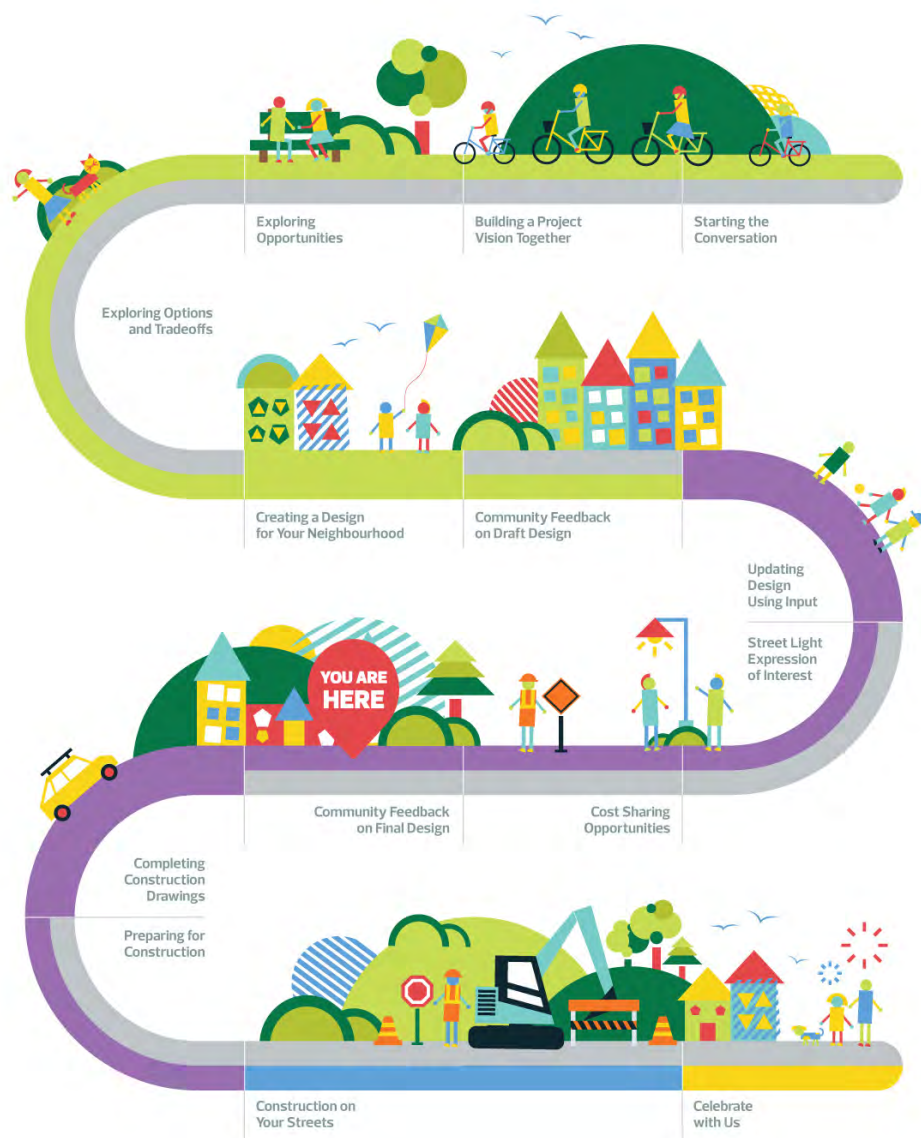 Exploring
Opportunities
Building a Project
Vision Together
Starting the
Conversation
Exploring Options
and Tradeoffs
Creating a Design
for Your Neighbourhood
Community Feedback
on Draft Design
Updating
Design
Using Input
Street Light
Expression
of Interest
YOU ARE
HERE
Community Feedback
on Final Design
Cost Sharing
Opportunities
Completing
Construction
Drawings
Preparing for
Construction
Construction on
Your Streets
Celebrate
with Us